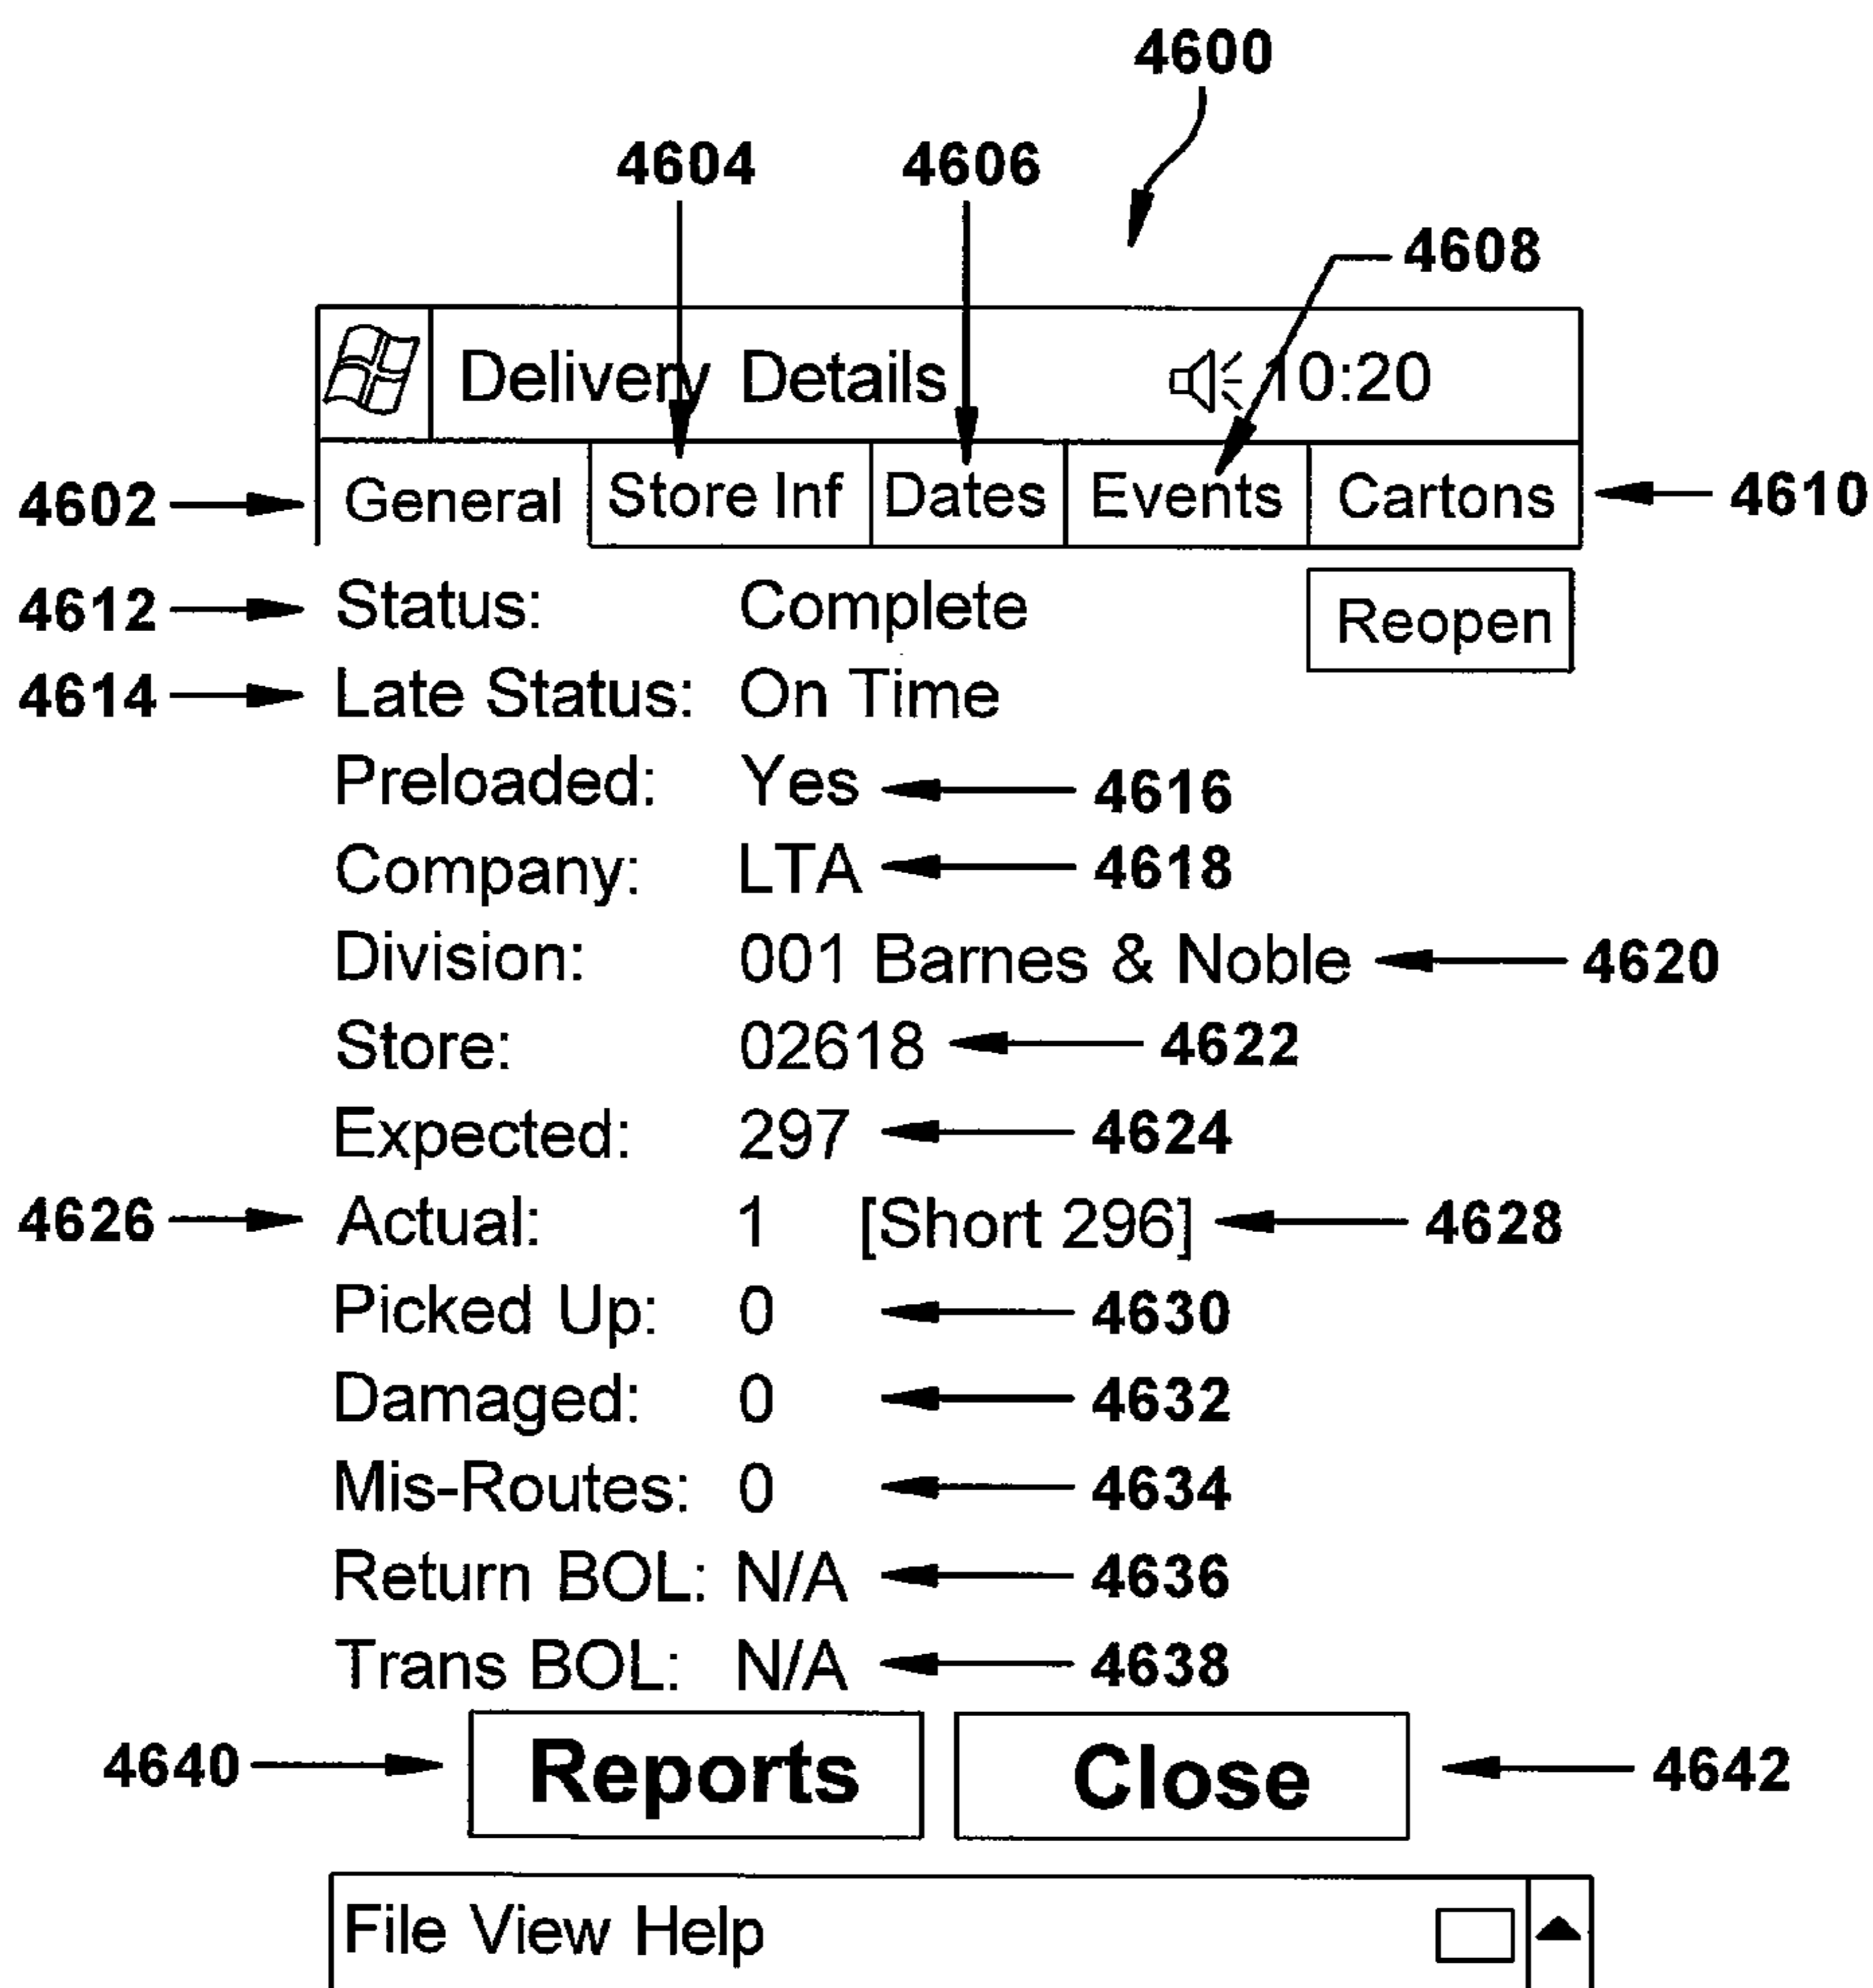 4600
4604 4606
4608
Delivery Details 10:20
4602 General Store Inf Dates Events Cartons 4610
4612 Status: Complete Reopen
4614 Late Status: On Time
Preloaded: Yes 4616
Company: LTA 4618
Division: 001 Barnes & Noble 4620
Store: 02618 4622
Expected: 297 4624
4626 Actual: 1 [Short 296] 4628
Picked Up: 0 4630
Damaged: 0 4632
Mis-Routes: 0 4634
Return BOL: N/A 4636
Trans BOL: N/A 4638
4640 Reports Close 4642
File View Help